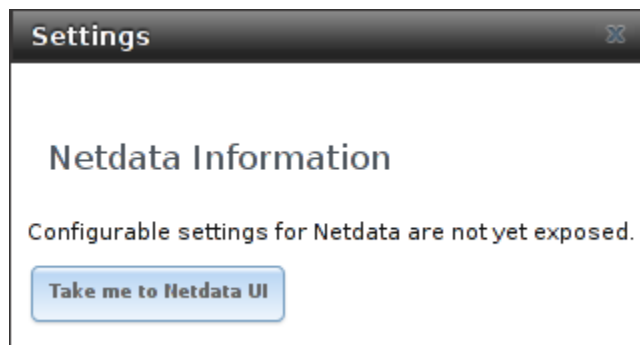 Settings
Netdata Information
Configurable settings for Netdata are not yet exposed.
Take me to Netdata UI